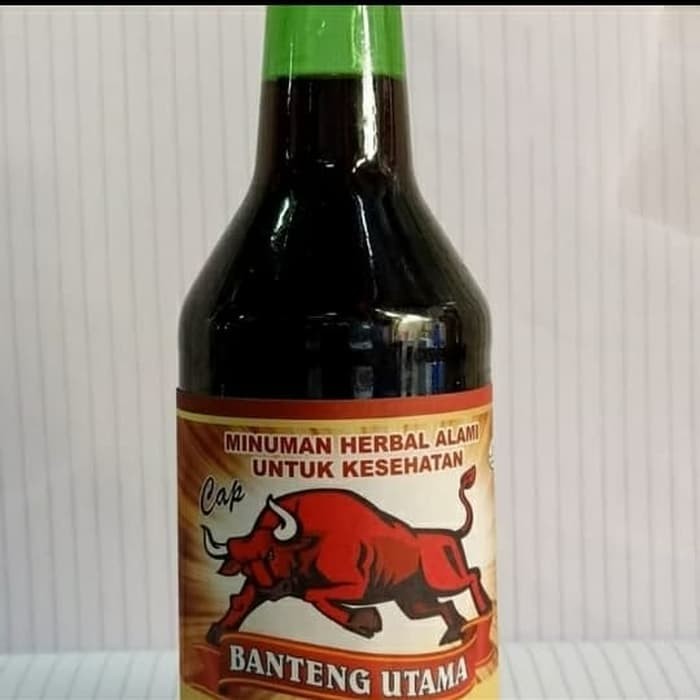 MINUMAN HERBAL ALAMI
UNTUK KESEHATAN
Cap
BANTENG UTAMA